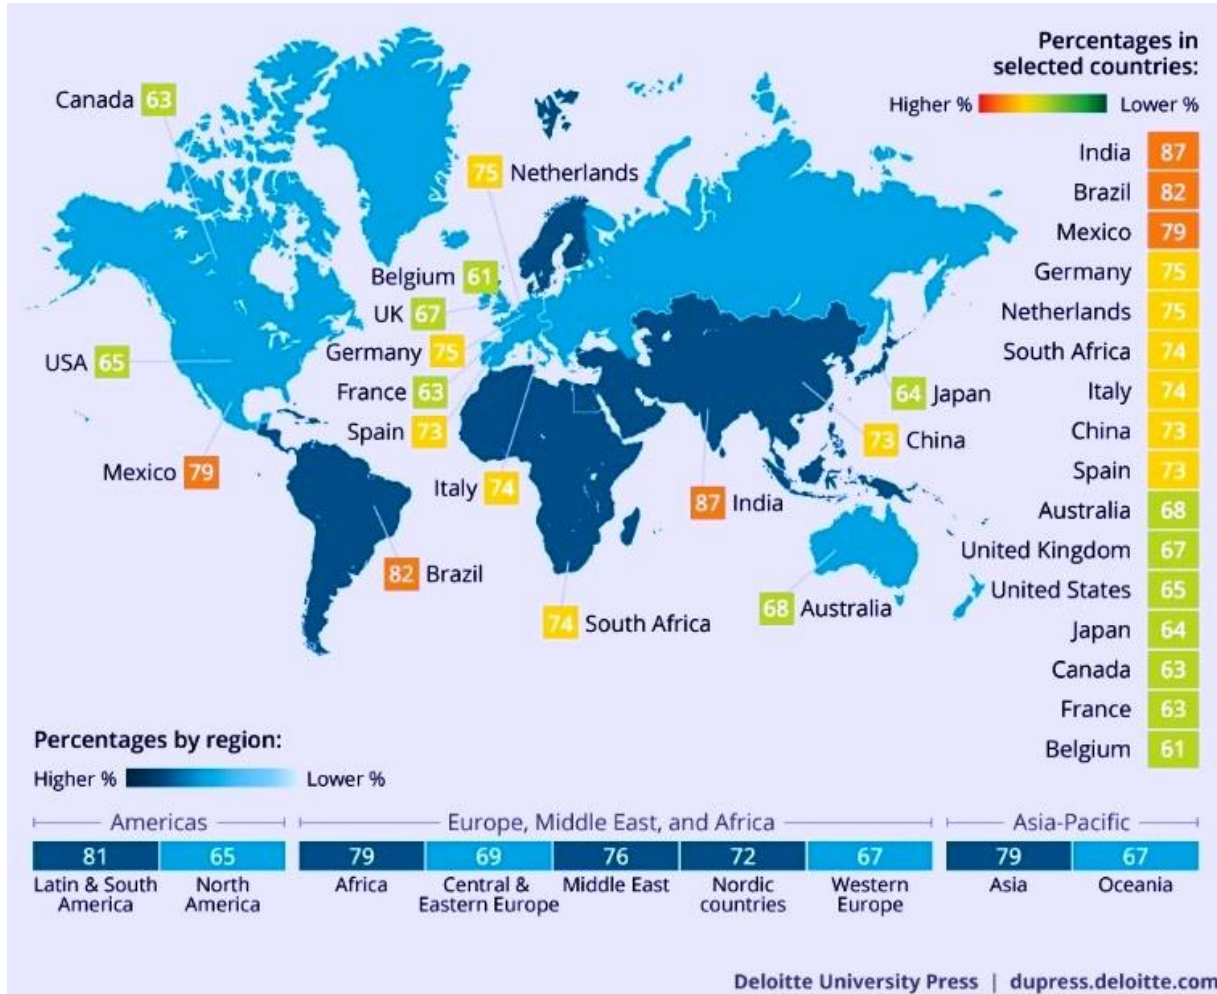 Percentages in
selected countries:
Higher % Lower %
Canada 63
75 Netherlands
Belgium 61
UK 67
Germany 75
USA 65
France 63
64 Japan
Spain 73
73 China
Mexico 79
Italy 74
87 India
82 Brazil
68 Australia
74 South Africa
India 87
Brazil 82
Mexico 79
Germany 75
Netherlands 75
South Africa 74
Italy 74
China 73
Spain 73
Australia 68
United Kingdom 67
United States 65
Japan 64
Canada 63
France 63
Belgium 61
Percentages by region:
Higher % Lower %
Americas Europe, Middle East, and Africa Asia-Pacific
81 65 79 69 76 72 67 79 67
Latin & South North Africa Central & Middle East Nordic Western Asia Oceania
America America Eastern Europe countries Europe
Deloitte University Press | dupress.deloitte.com